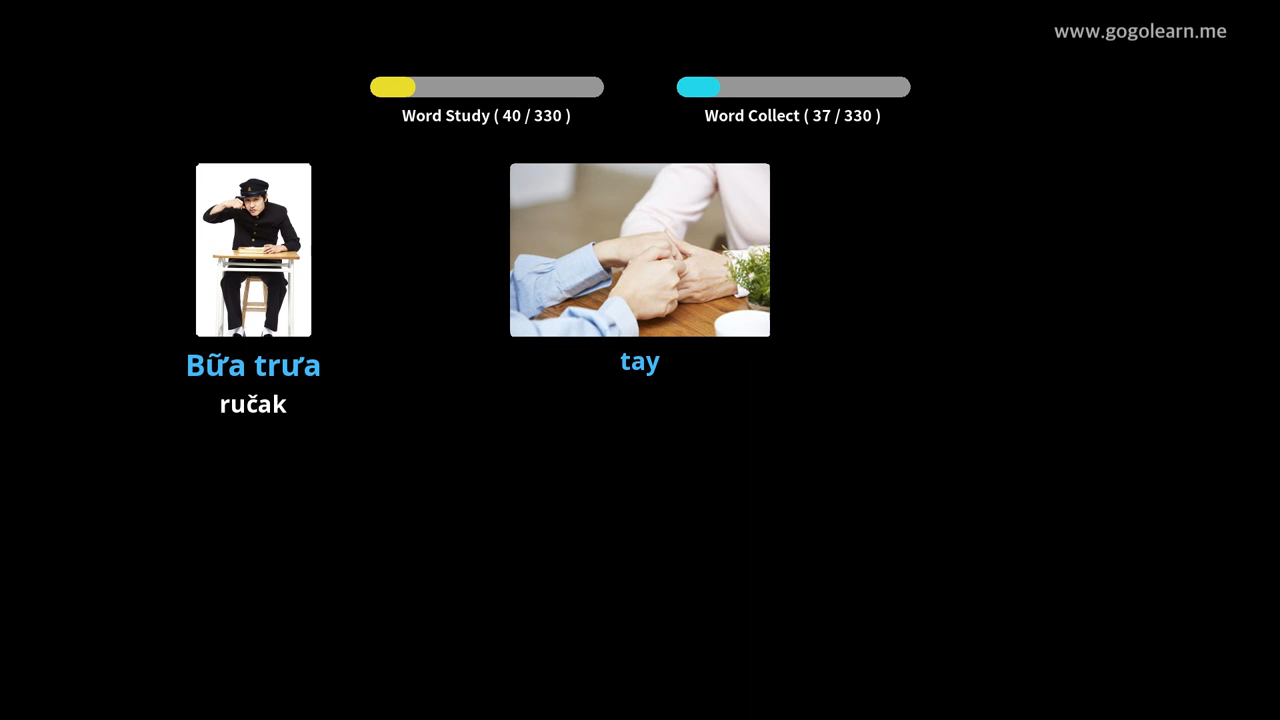 www.gogolearn.me
Word Study ( 40 / 330 )
Word Collect ( 37 / 330 )
Bữa trưa
ručak
tay